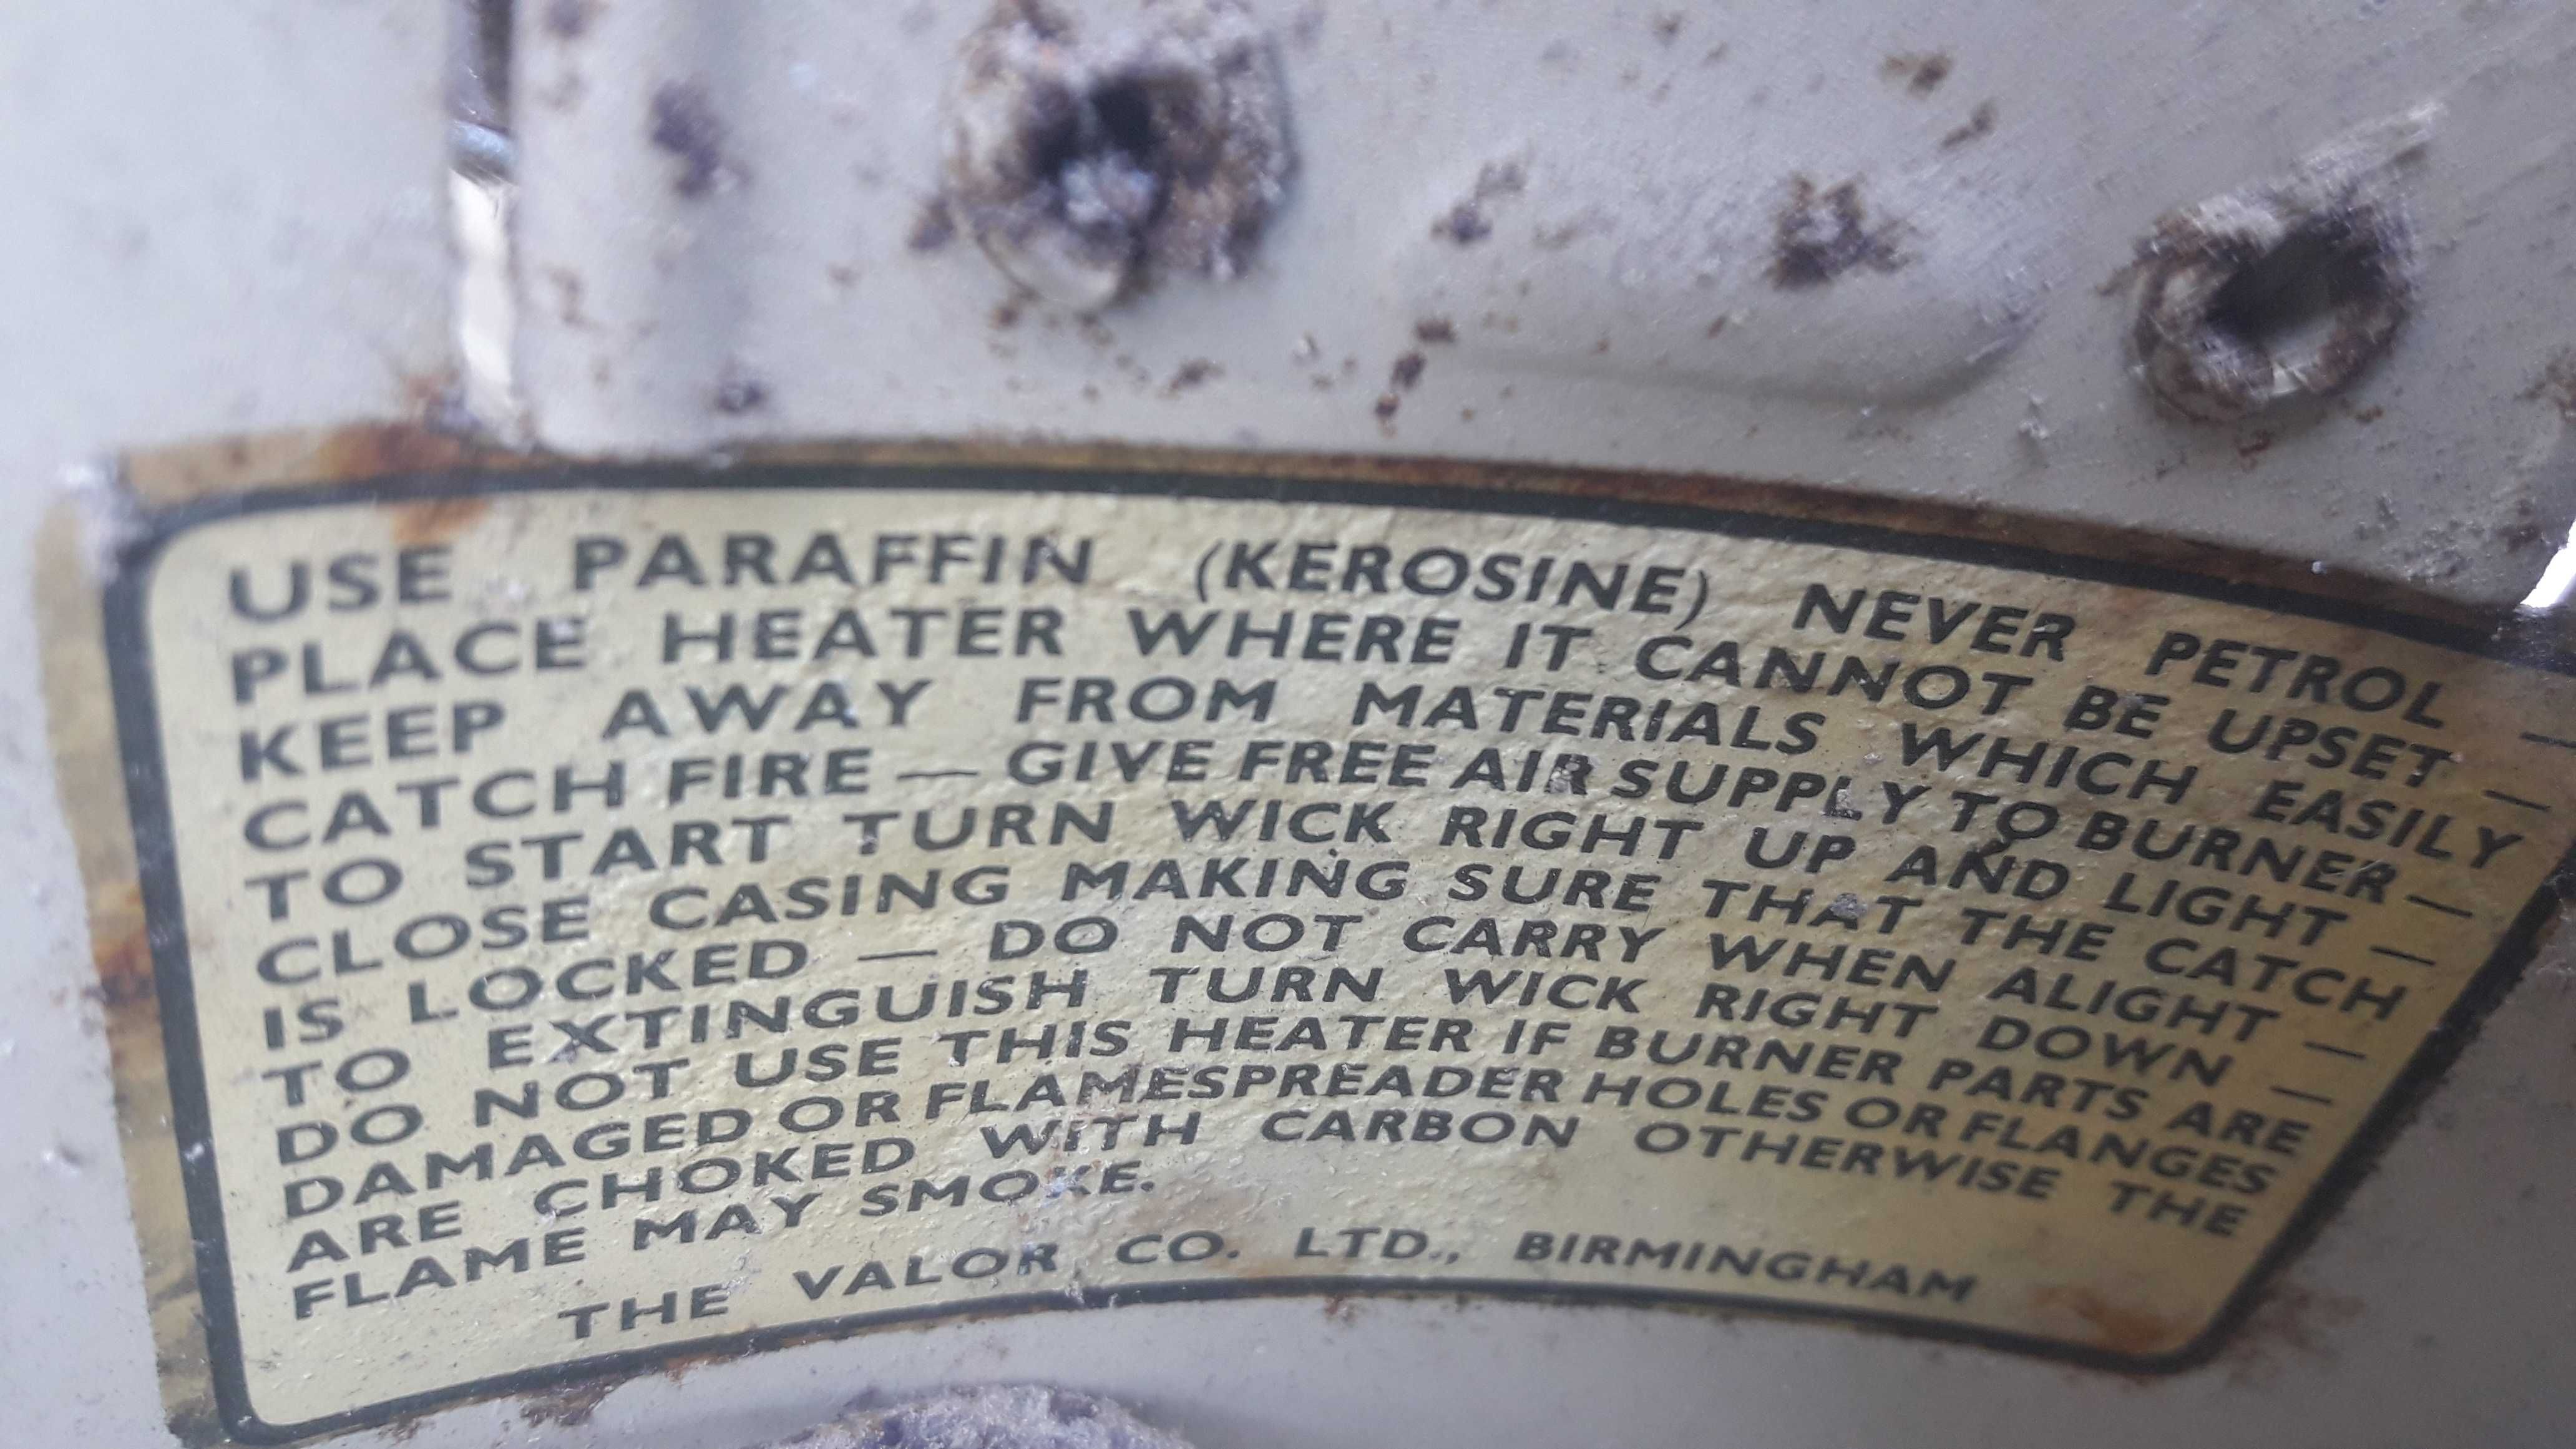 USE PARAFFIN (KEROSINE) NEVER PETROL —
PLACE HEATER WHERE IT CANNOT BE UPSET —
KEEP AWAY FROM MATERIALS WHICH EASILY
CATCH FIRE — GIVE FREE AIR SUPPLY TO BURNER —
TO START TURN WICK RIGHT UP AND LIGHT —
CLOSE CASING MAKING SURE THAT THE CATCH
IS LOCKED — DO NOT CARRY WHEN ALIGHT —
TO EXTINGUISH TURN WICK RIGHT DOWN —
DO NOT USE THIS HEATER IF BURNER PARTS ARE
DAMAGED OR FLAMESPREADER HOLES OR FLANGES
ARE CHOKED WITH CARBON OTHERWISE THE
FLAME MAY SMOKE.
THE VALOR CO. LTD., BIRMINGHAM